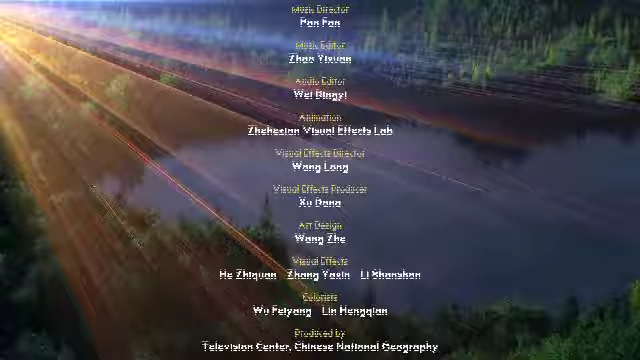 Music Director
Pan Fan
Music Editor
Zhao Yixuan
Audio Editor
Wei Bingyi
Animation
Zhehexian Visual Effects Lab
Visual Effects Director
Wang Lang
Visual Effects Producer
Xu Dong
Art Design
Wang Zhe
Visual Effects
He Zhiquan Zhang Yaxin Li Shanshan
Colorists
Wu Feiyang Lin Hengqian
Produced by
Television Center, Chinese National Geography